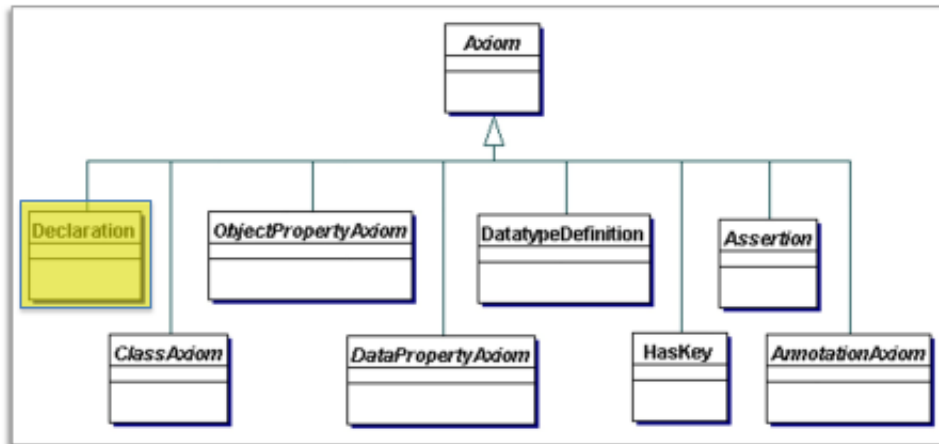 Axiom
Declaration
ObjectPropertyAxiom
DatatypeDefinition
Assertion
ClassAxiom
DataPropertyAxiom
HasKey
AnnotationAxiom